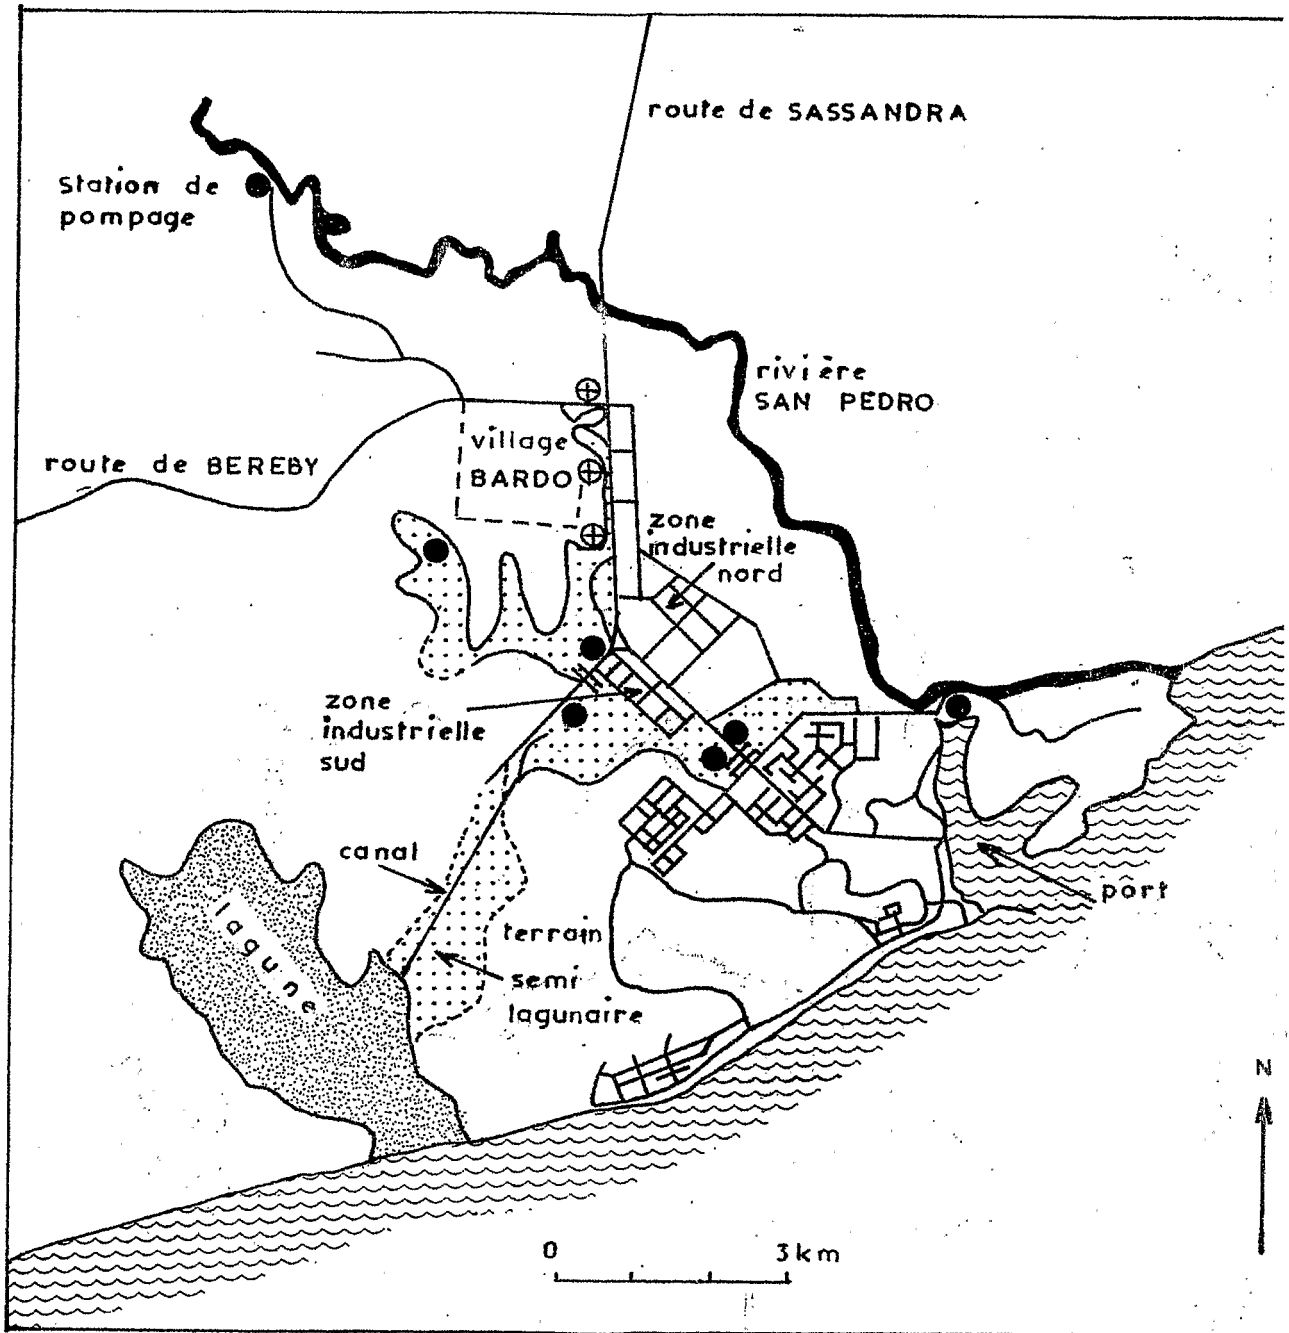 route de SASSANDRA
Station de
pompage
rivière
SAN PEDRO
village
BARDO
route de BEREBY
zone
industrielle
nord
zone
industrielle
sud
canal
lagune
terrain
semi
lagunaire
port
N
0 3km